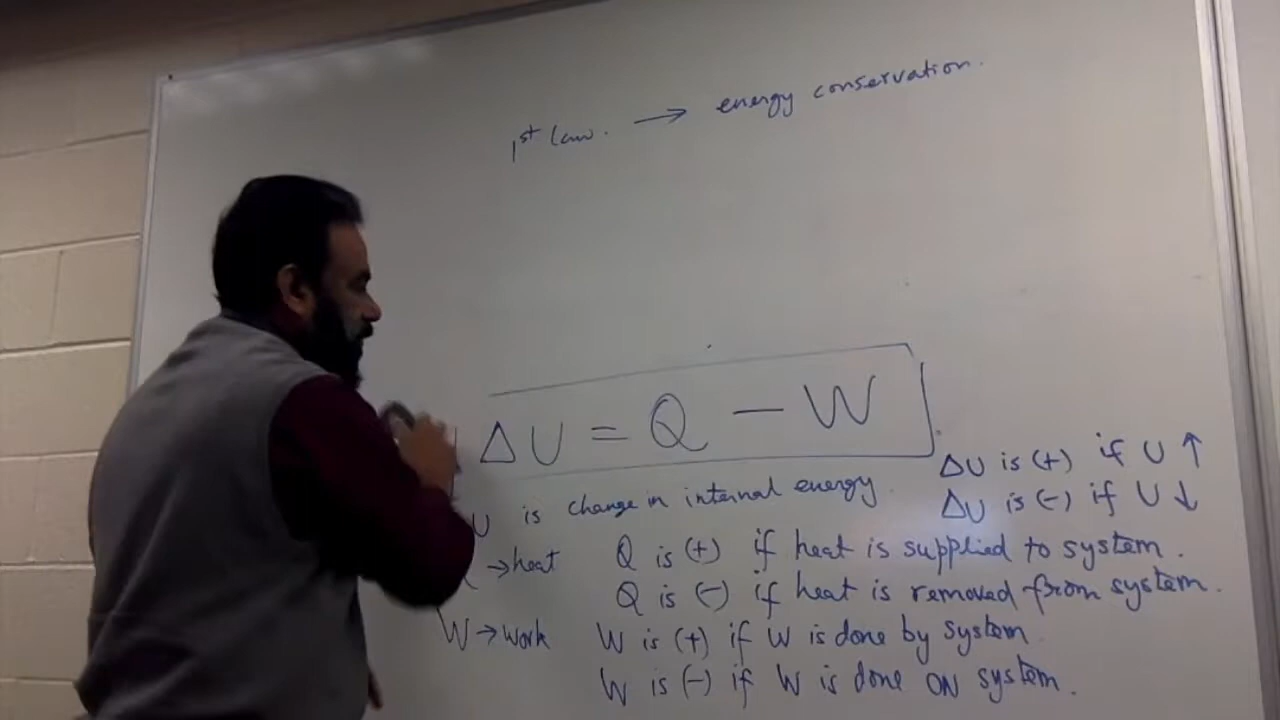 1st law. → energy conservation.
ΔU = Q − W
U is change in internal energy.
ΔU is (+) if U ↑
ΔU is (−) if U ↓
→ heat Q is (+) if heat is supplied to system.
Q is (−) if heat is removed from system.
W → work W is (+) if W is done by system
W is (−) if W is done ON system.